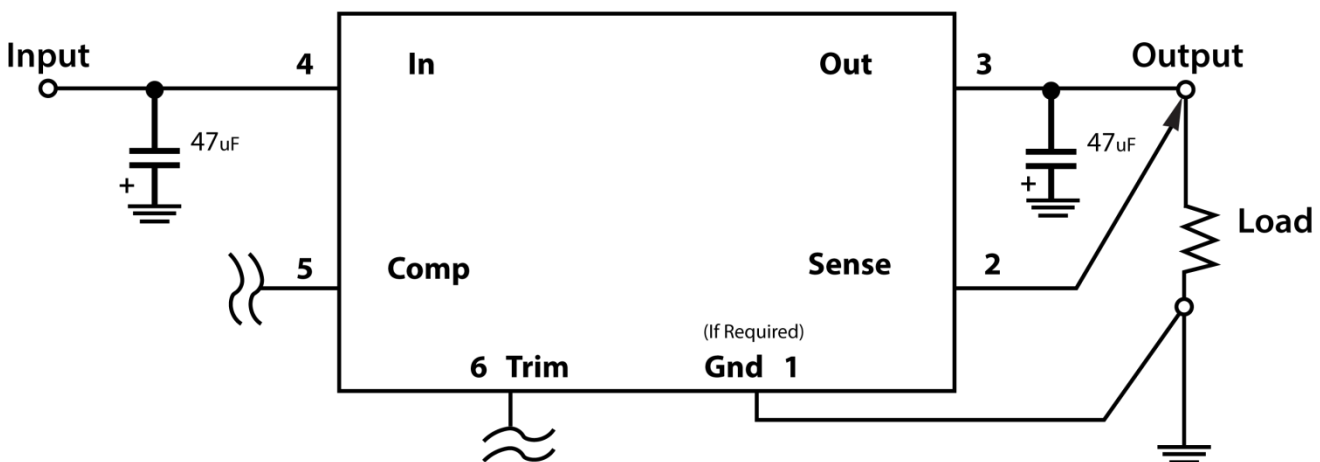 Input
4
In
Out
3
Output
47uF
+
47uF
+
Load
5
Comp
Sense
2
(If Required)
6 Trim
Gnd 1